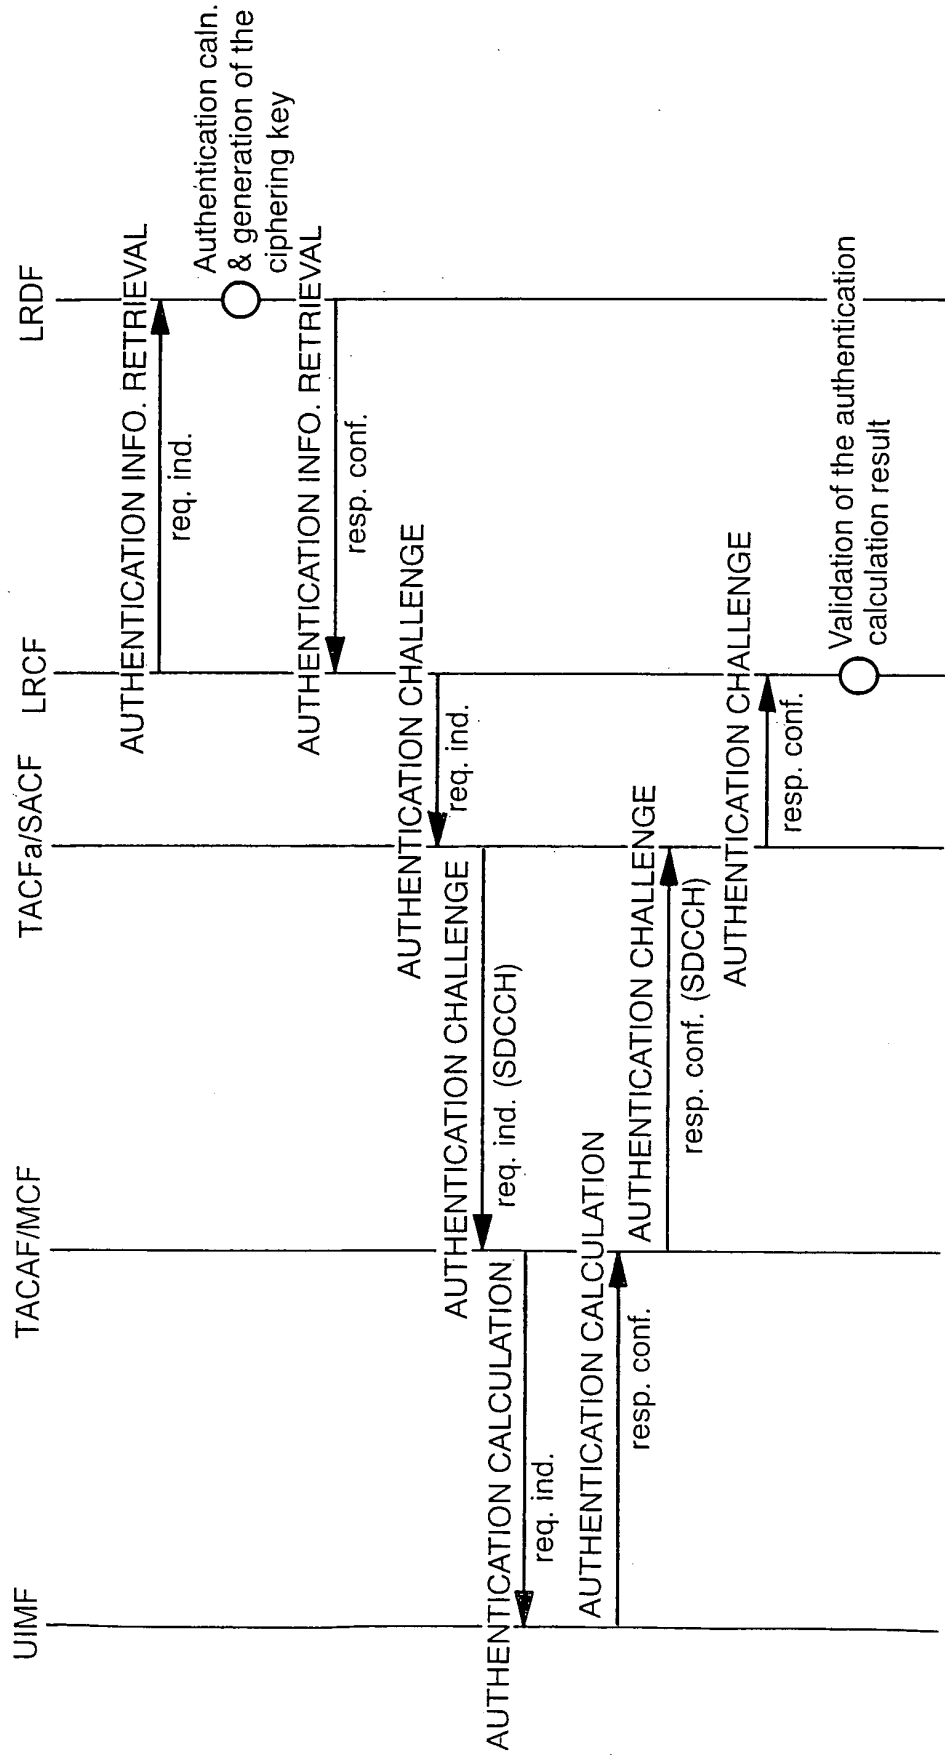 UIMF
TACAF/MCF
TACFa/SACF
LRCF
LRDF
AUTHENTICATION INFO. RETRIEVAL
req. ind.
Authentication caln.
& generation of the
ciphering key
AUTHENTICATION INFO. RETRIEVAL
resp. conf.
AUTHENTICATION CHALLENGE
req. ind.
AUTHENTICATION CHALLENGE
req. ind. (SDCCH)
AUTHENTICATION CALCULATION
req. ind.
AUTHENTICATION CALCULATION
resp. conf.
AUTHENTICATION CHALLENGE
resp. conf. (SDCCH)
AUTHENTICATION CHALLENGE
resp. conf.
Validation of the authentication
calculation result